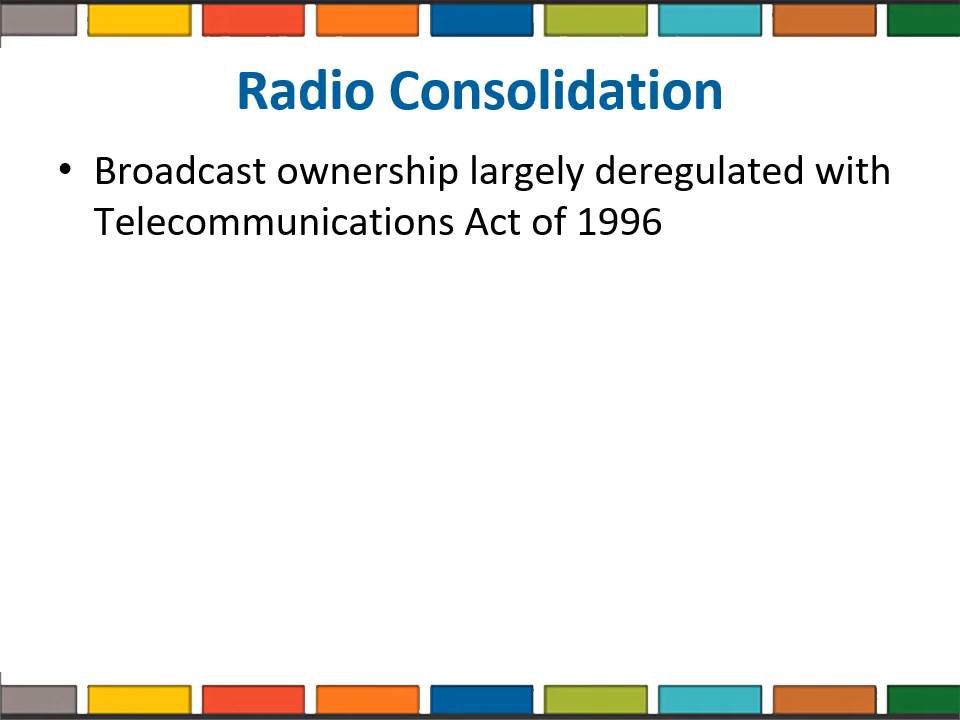 Radio Consolidation
• Broadcast ownership largely deregulated with
Telecommunications Act of 1996